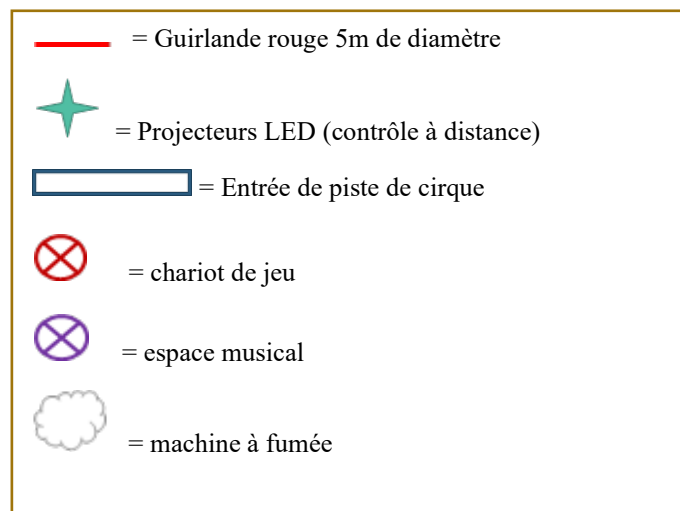 = Guirlande rouge 5m de diamètre
= Projecteurs LED (contrôle à distance)
= Entrée de piste de cirque
= chariot de jeu
= espace musical
= machine à fumée